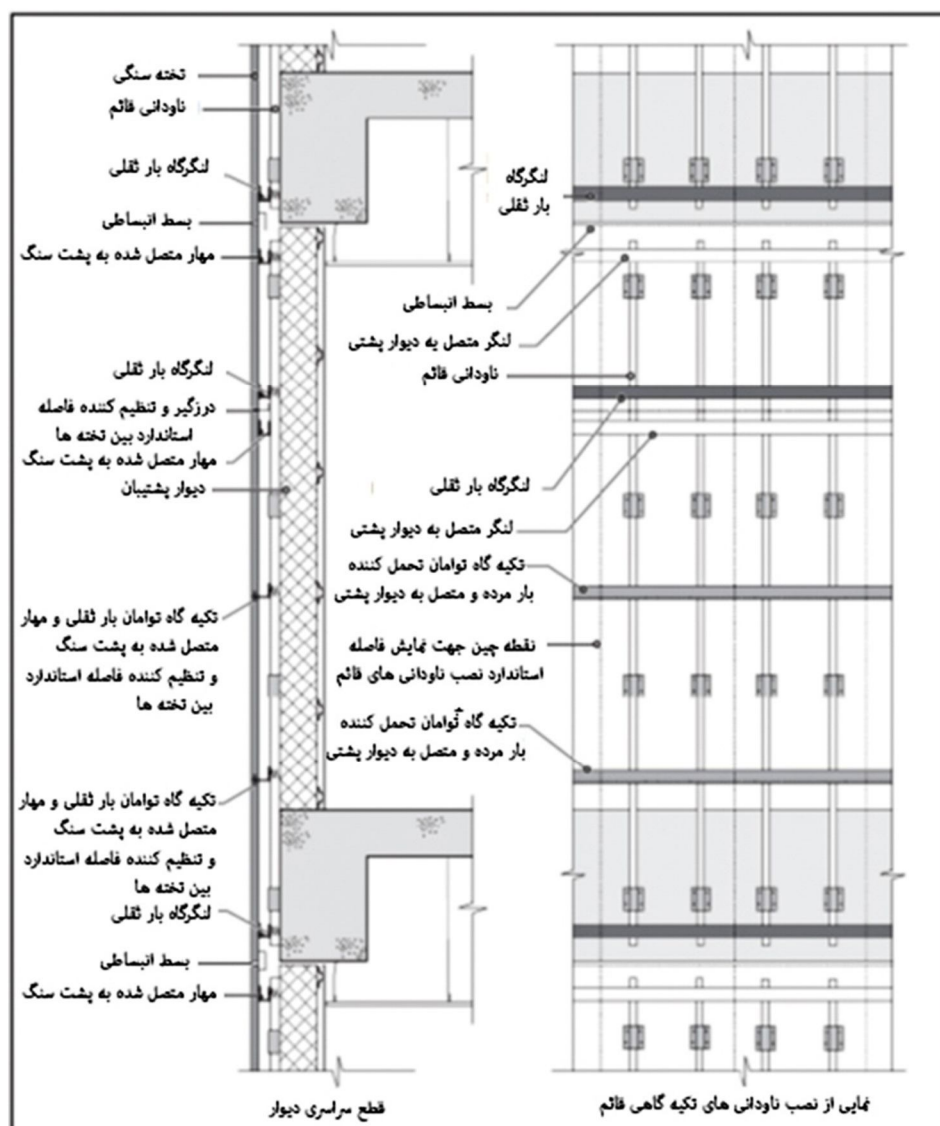 تخته سنگی
ناودانی قائم
لنگرگاه بار ثقلی
بسط انبساطی
مهار متصل شده به پشت سنگ
لنگرگاه بار ثقلی
درزگیر و تنظیم کننده فاصله
استاندارد بین تخته ها
مهار متصل شده به پشت سنگ
دیوار پشتیبان
تکیه گاه توامان بار ثقلی و مهار
متصل شده به پشت سنگ
و تنظیم کننده فاصله استاندارد
بین تخته ها
تکیه گاه توامان بار ثقلی و مهار
متصل شده به پشت سنگ
و تنظیم کننده فاصله استاندارد
بین تخته ها
لنگرگاه بار ثقلی
بسط انبساطی
مهار متصل شده به پشت سنگ
قطع سراسری دیوار
لنگرگاه
بار ثقلی
بسط انبساطی
لنگر متصل به دیوار پشتی
ناودانی قائم
لنگرگاه بار ثقلی
لنگر متصل به دیوار پشتی
تکیه گاه توامان تحمل کننده
بار مرده و متصل به دیوار پشتی
نقطه چین جهت نمایش فاصله
استاندارد نصب ناودانی های قائم
تکیه گاه توامان تحمل کننده
بار مرده و متصل به دیوار پشتی
نمایی از نصب ناودانی های تکیه گاهی قائم